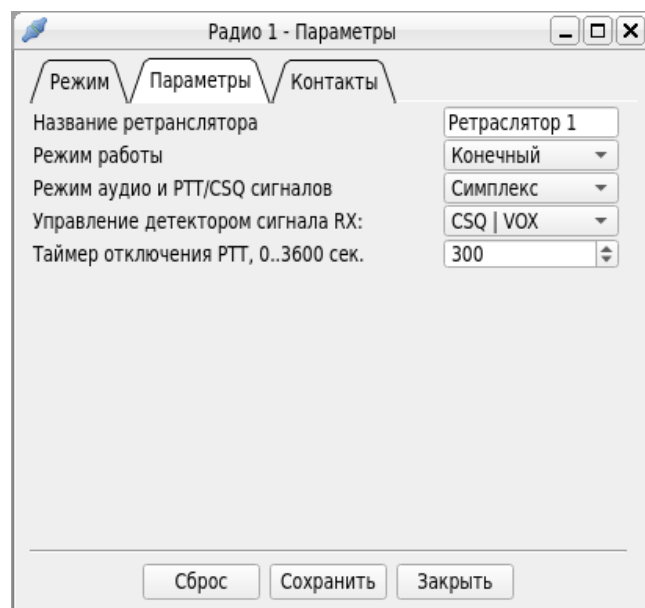 Радио 1 - Параметры
Режим Параметры Контакты
Название ретранслятора Ретраслятор 1
Режим работы Конечный
Режим аудио и PTT/CSQ сигналов Симплекс
Управление детектором сигнала RX: CSQ | VOX
Таймер отключения PTT, 0..3600 сек. 300
Сброс Сохранить Закрыть